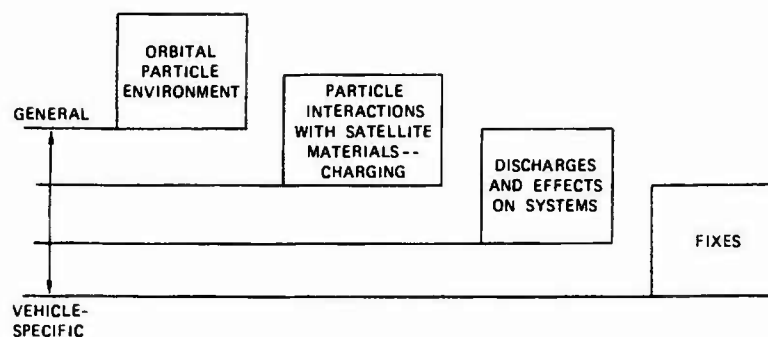 ORBITAL
PARTICLE
ENVIRONMENT
GENERAL
PARTICLE
INTERACTIONS
WITH SATELLITE
MATERIALS--
CHARGING
DISCHARGES
AND EFFECTS
ON SYSTEMS
FIXES
VEHICLE-
SPECIFIC